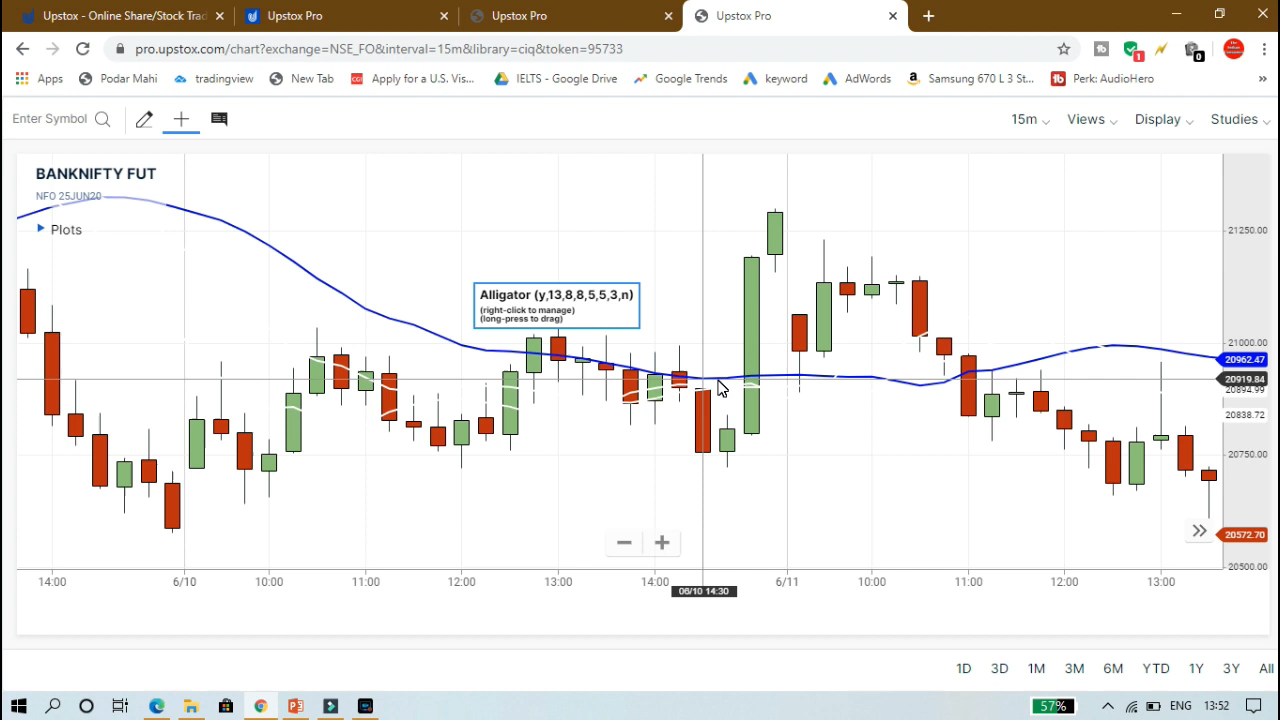 Upstox - Online Share/Stock Trad
Upstox Pro
Upstox Pro
Upstox Pro
pro.upstox.com/chart?exchange=NSE_FO&interval=15m&library=ciq&token=95733
1
0
Apps
Podar Mahi
tradingview
New Tab
Apply for a U.S. Vis...
IELTS - Google Drive
Google Trends
keyword
AdWords
Samsung 670 L 3 St...
Perk: AudioHero
Enter Symbol
15m
Views
Display
Studies
BANKNIFTY FUT
NFO 25JUN20
Plots
Alligator (y,13,8,8,5,5,3,n)
(right-click to manage)
(long-press to drag)
21250.00
21000.00
20962.47
20919.84
20894.99
20838.72
20750.00
20572.70
20500.00
14:00
6/10
10:00
11:00
12:00
13:00
14:00
6/11
10:00
11:00
12:00
13:00
06/10 14:30
1D
3D
1M
3M
6M
YTD
1Y
3Y
All
57%
ENG
13:52